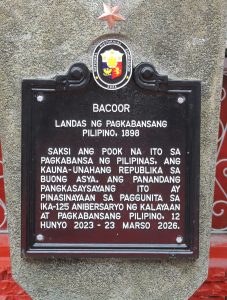 BACOOR
LANDAS NG PAGKABANSANG
PILIPINO, 1898
SAKSI ANG POOK NA ITO SA
PAGKABANSA NG PILIPINAS, ANG
KAUNA-UNAHANG REPUBLIKA SA
BUONG ASYA. ANG PANANDANG
PANGKASAYSAYANG ITO AY
PINASINAYAAN SA PAGGUNITA SA
IKA-125 ANIBERSARYO NG KALAYAAN
AT PAGKABANSANG PILIPINO, 12
HUNYO 2023 - 23 MARSO 2026.